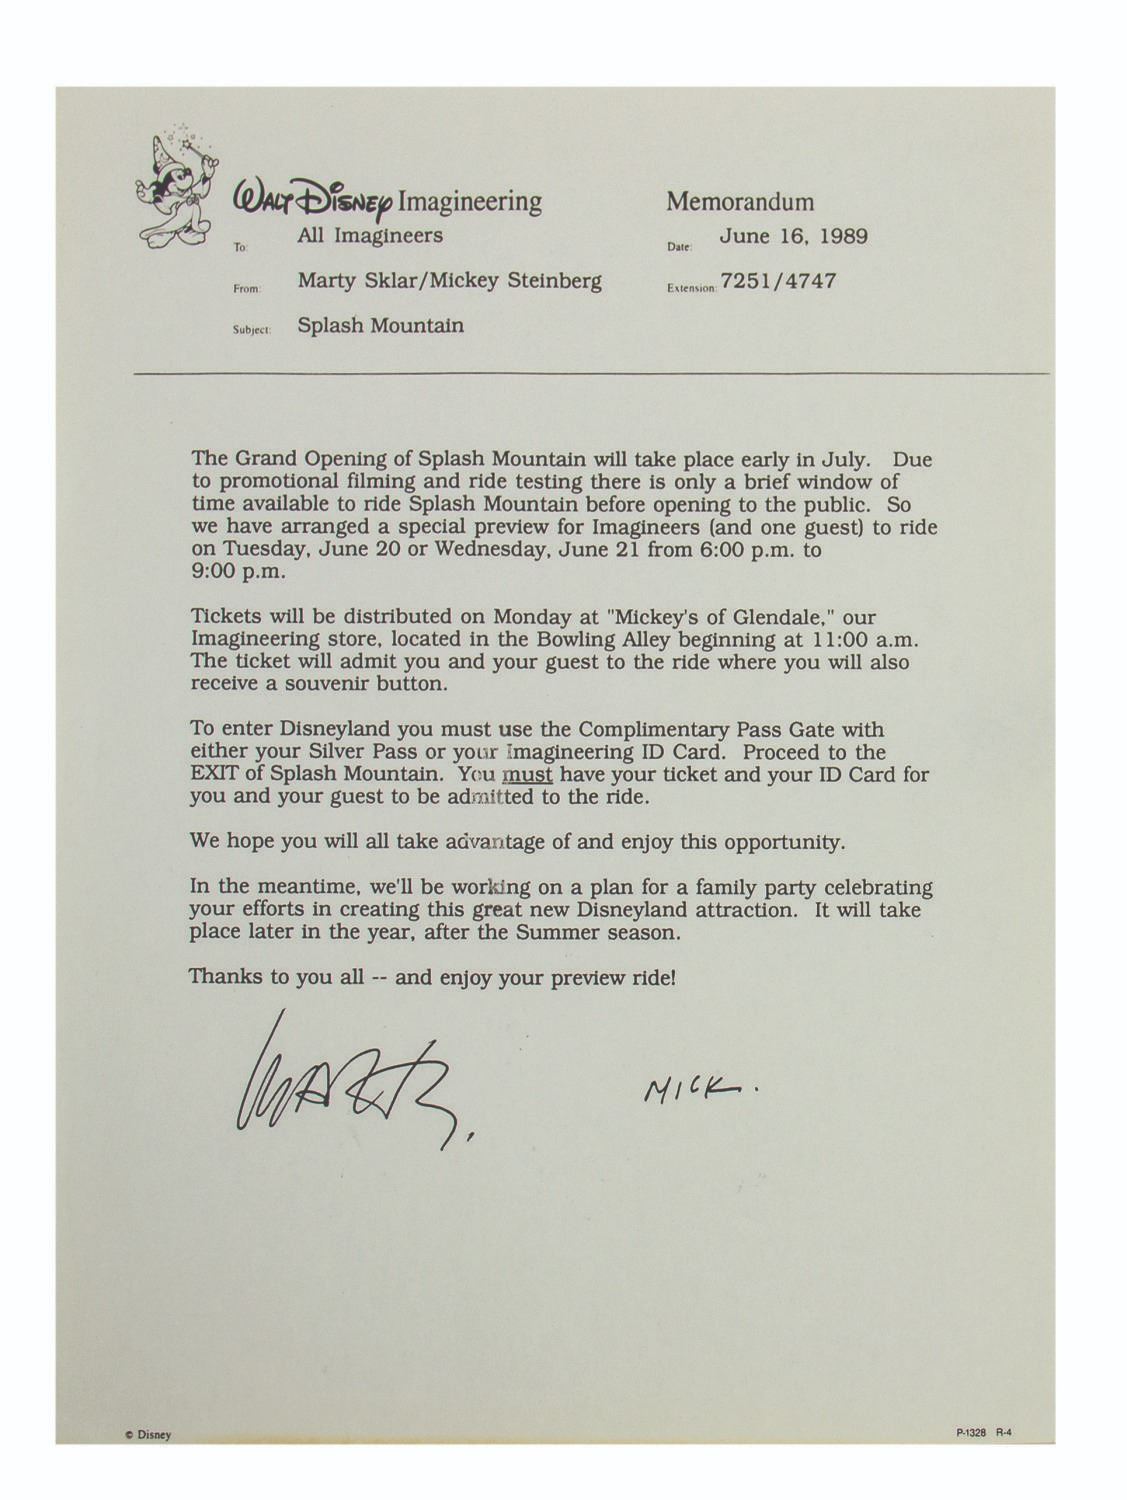 WALT DISNEY Imagineering Memorandum
To: All Imagineers Date: June 16, 1989
From: Marty Sklar/Mickey Steinberg Extension: 7251/4747
Subject: Splash Mountain
The Grand Opening of Splash Mountain will take place early in July. Due
to promotional filming and ride testing there is only a brief window of
time available to ride Splash Mountain before opening to the public. So
we have arranged a special preview for Imagineers (and one guest) to ride
on Tuesday, June 20 or Wednesday, June 21 from 6:00 p.m. to
9:00 p.m.
Tickets will be distributed on Monday at "Mickey's of Glendale," our
Imagineering store, located in the Bowling Alley beginning at 11:00 a.m.
The ticket will admit you and your guest to the ride where you will also
receive a souvenir button.
To enter Disneyland you must use the Complimentary Pass Gate with
either your Silver Pass or your Imagineering ID Card. Proceed to the
EXIT of Splash Mountain. You must have your ticket and your ID Card for
you and your guest to be admitted to the ride.
We hope you will all take advantage of and enjoy this opportunity.
In the meantime, we'll be working on a plan for a family party celebrating
your efforts in creating this great new Disneyland attraction. It will take
place later in the year, after the Summer season.
Thanks to you all -- and enjoy your preview ride!
MARTY. MICK.
© Disney P-1328 R-4